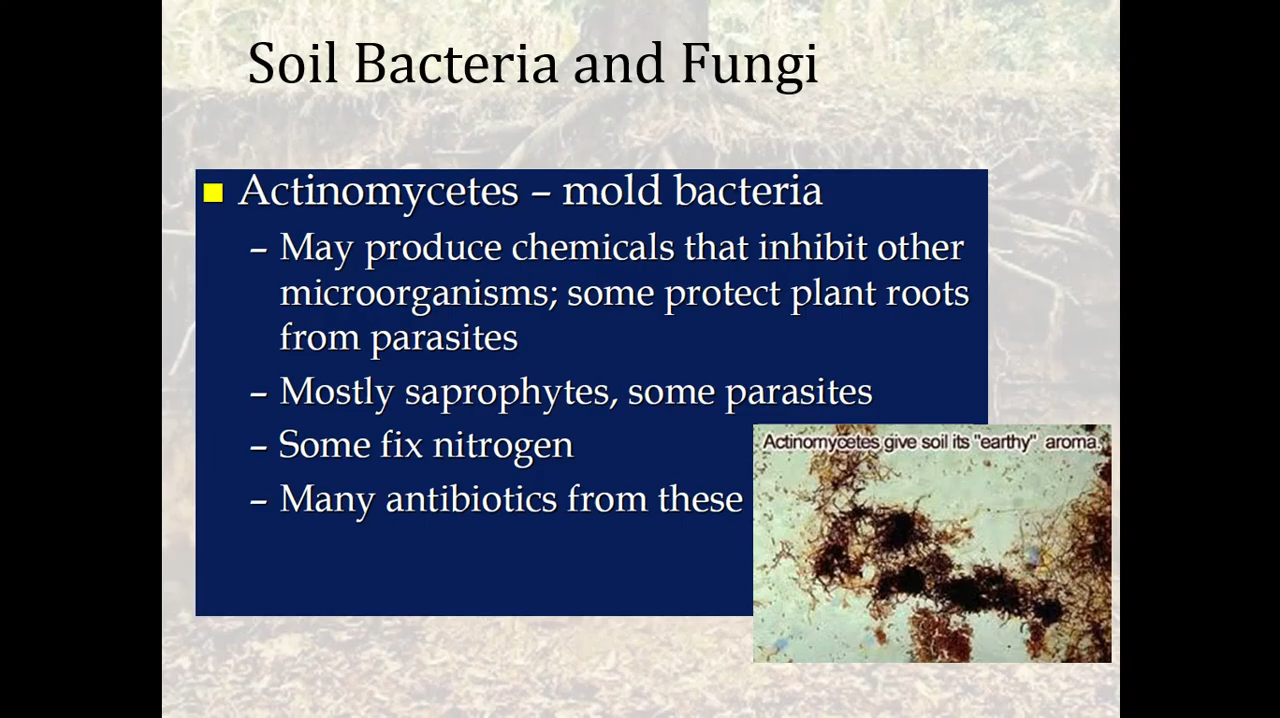 Soil Bacteria and Fungi
Actinomycetes – mold bacteria
– May produce chemicals that inhibit other
microorganisms; some protect plant roots
from parasites
– Mostly saprophytes, some parasites
– Some fix nitrogen
– Many antibiotics from these
Actinomycetes give soil its "earthy" aroma.